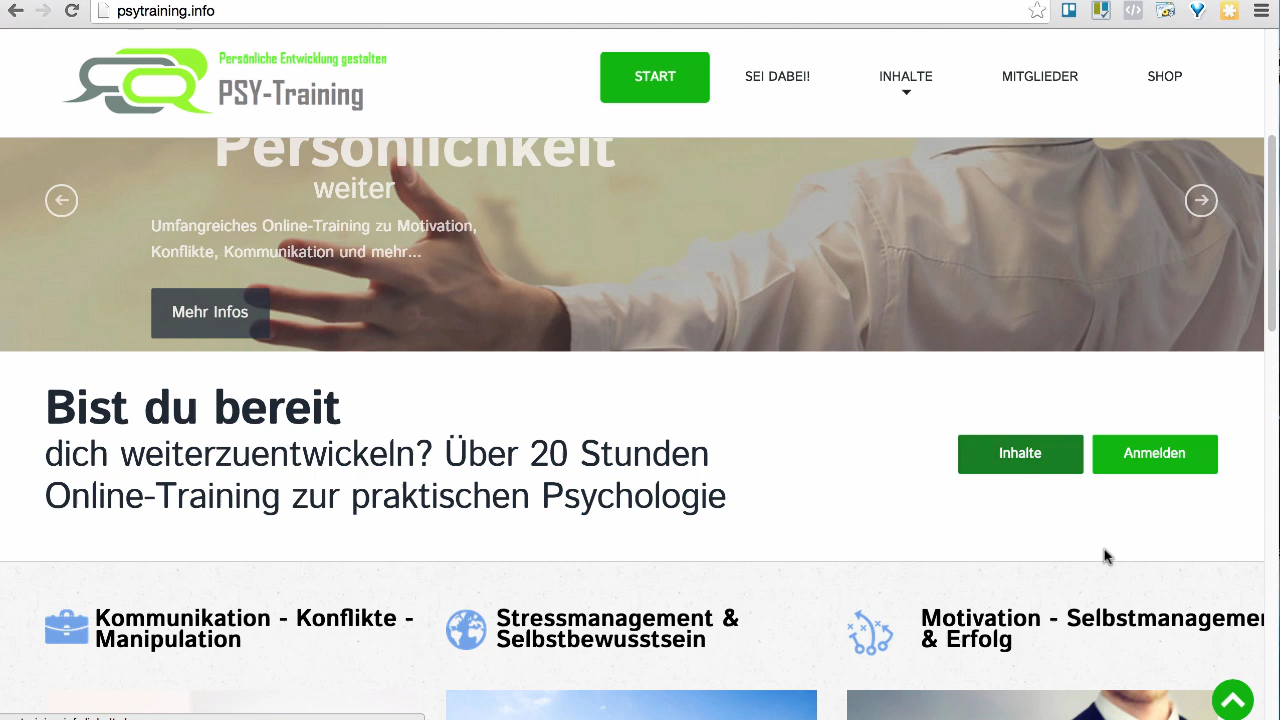 psytraining.info
Persönliche Entwicklung gestalten
PSY-Training
START
SEI DABEI!
INHALTE
MITGLIEDER
SHOP
Persönlichkeit
weiter
Umfangreiches Online-Training zu Motivation,
Konflikte, Kommunikation und mehr...
Mehr Infos
Bist du bereit
dich weiterzuentwickeln? Über 20 Stunden
Online-Training zur praktischen Psychologie
Inhalte
Anmelden
Kommunikation - Konflikte -
Manipulation
Stressmanagement &
Selbstbewusstsein
Motivation - Selbstmanagemen
& Erfolg